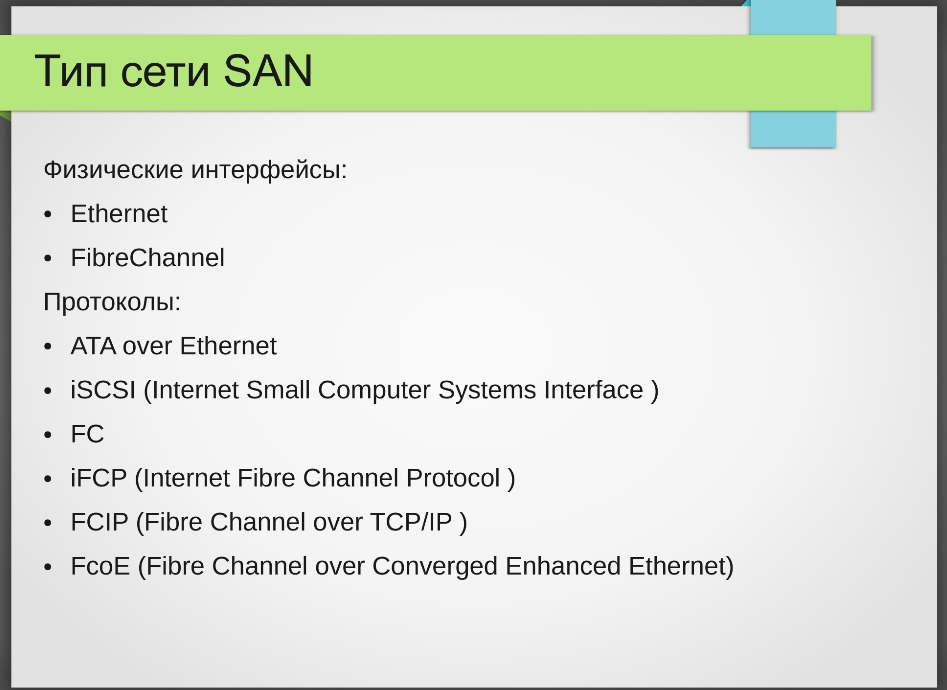 Тип сети SAN
Физические интерфейсы:
• Ethernet
• FibreChannel
Протоколы:
• ATA over Ethernet
• iSCSI (Internet Small Computer Systems Interface )
• FC
• iFCP (Internet Fibre Channel Protocol )
• FCIP (Fibre Channel over TCP/IP )
• FcoE (Fibre Channel over Converged Enhanced Ethernet)